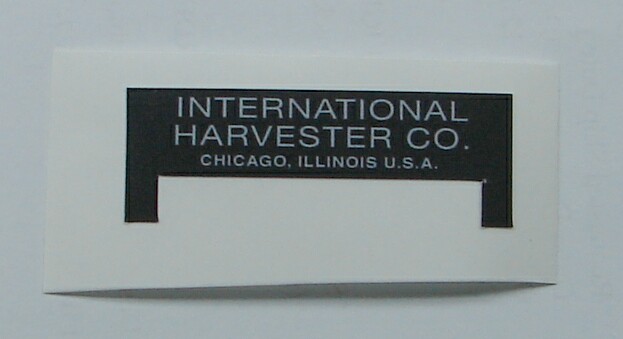 INTERNATIONAL
HARVESTER CO.
CHICAGO, ILLINOIS U.S.A.